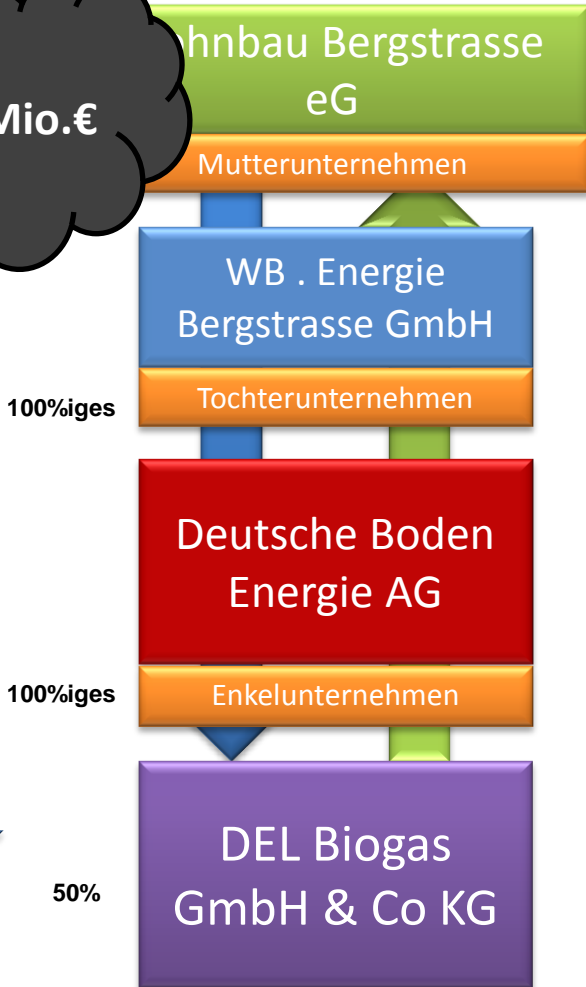 ohnbau Bergstrasse
eG
Mio.€
Mutterunternehmen
WB . Energie
Bergstrasse GmbH
100%iges
Tochterunternehmen
Deutsche Boden
Energie AG
100%iges
Enkelunternehmen
DEL Biogas
GmbH & Co KG
50%